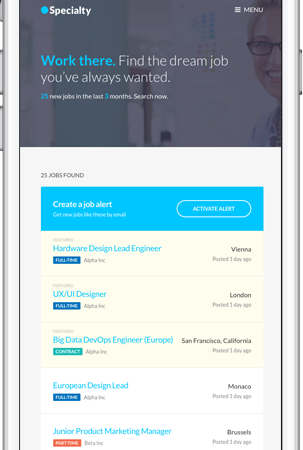 Specialty
MENU
Work there. Find the dream job
you've always wanted.
25 new jobs in the last 3 months. Search now.
25 JOBS FOUND
Create a job alert
Get new jobs like these by email
ACTIVATE ALERT
FEATURED
Hardware Design Lead Engineer
Vienna
FULL-TIME Alpha Inc
Posted 1 day ago
FEATURED
UX/UI Designer
London
FULL-TIME Alpha Inc
Posted 1 day ago
FEATURED
Big Data DevOps Engineer (Europe)
San Francisco, California
CONTRACT Alpha Inc
Posted 1 day ago
European Design Lead
Monaco
FULL-TIME Alpha Inc
Posted 1 day ago
Junior Product Marketing Manager
Brussels
PART-TIME Beta Inc
Posted 1 day ago